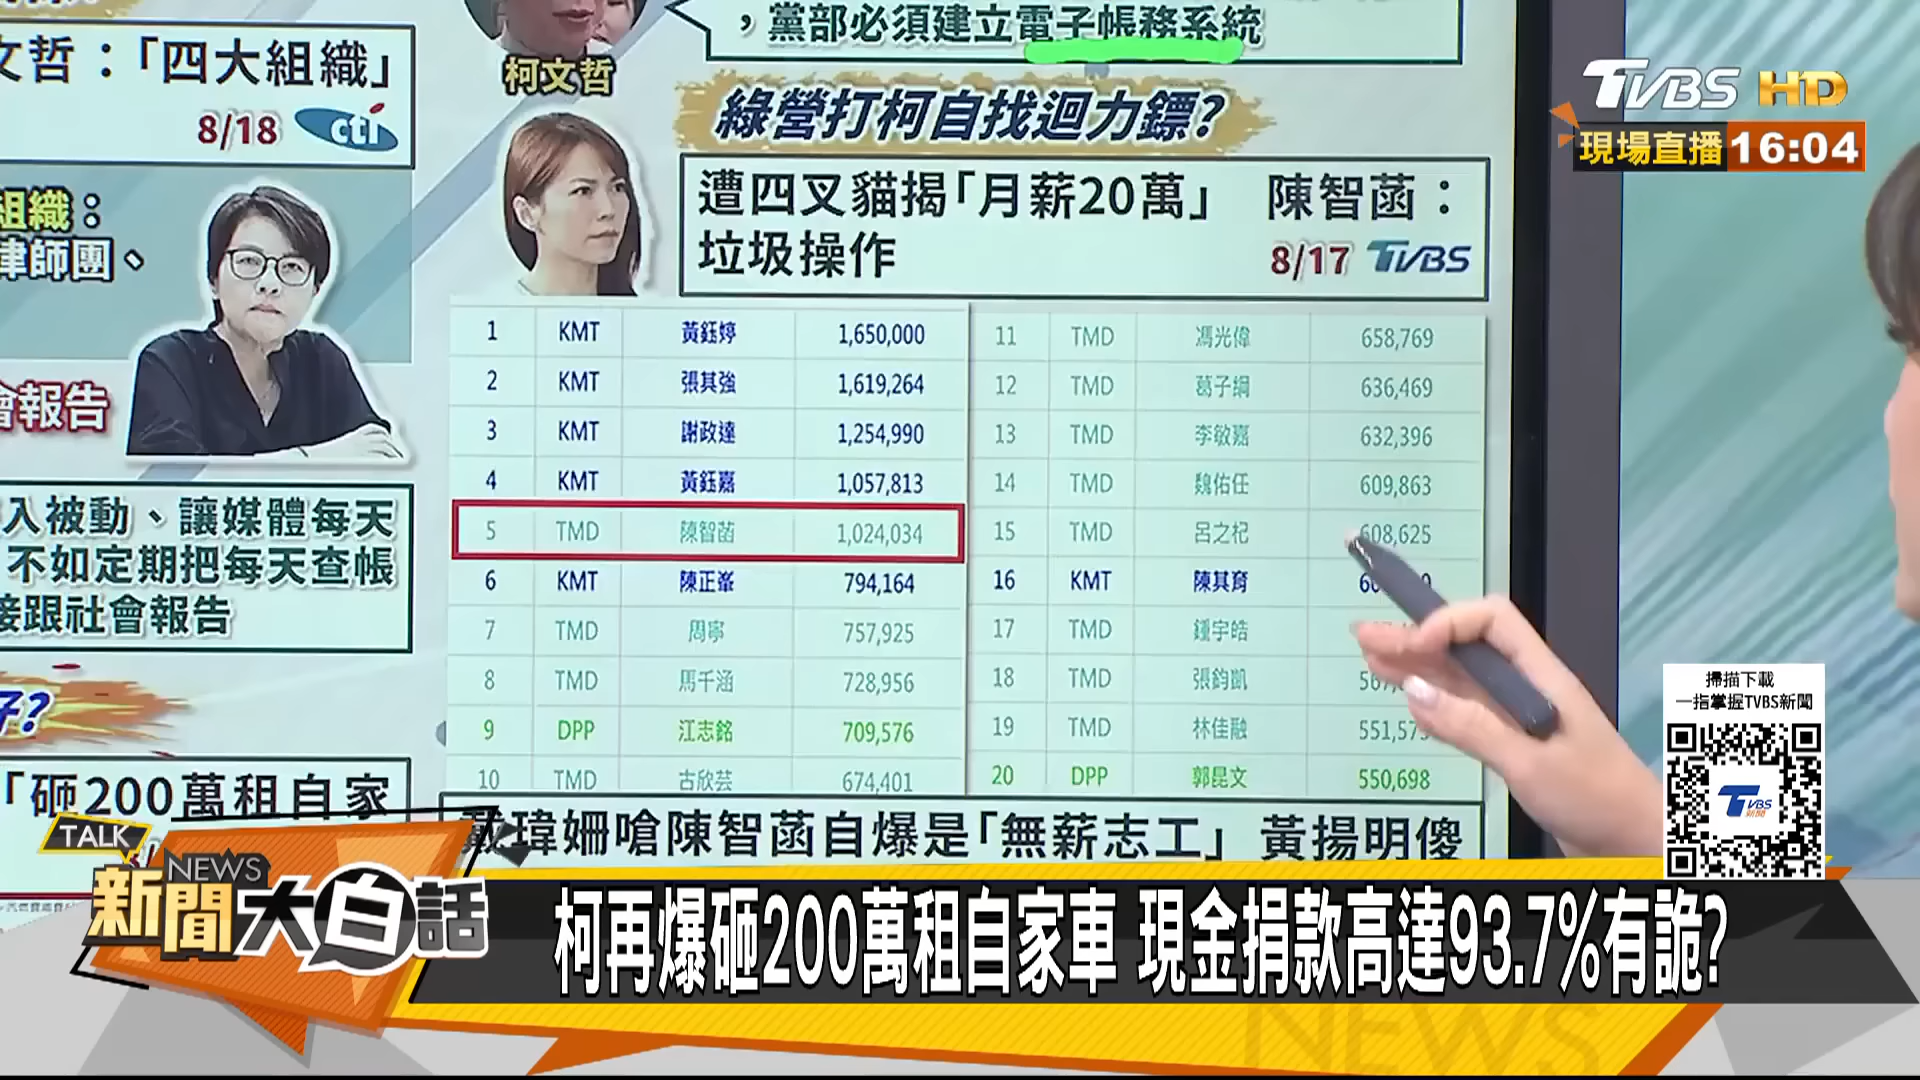 ，黨部必須建立電子帳務系統
文哲：「四大組織」
8/18 cti
柯文哲
綠營打柯自找迴力鏢?
遭四叉貓揭「月薪20萬」 陳智菡：
垃圾操作
8/17 TVBS
TVBS HD
現場直播 16:04
組織：
律師團、
會報告
入被動、讓媒體每天
不如定期把每天查帳
接跟社會報告
1 KMT 黃鈺婷 1,650,000
2 KMT 張其強 1,619,264
3 KMT 謝政達 1,254,990
4 KMT 黃鈺嘉 1,057,813
5 TMD 陳智菡 1,024,034
6 KMT 陳正峯 794,164
7 TMD 周寧 757,925
8 TMD 馬千涵 728,956
9 DPP 江志銘 709,576
10 TMD 古欣芸 674,401
11 TMD 馮光偉 658,769
12 TMD 葛子綱 636,469
13 TMD 李敏嘉 632,396
14 TMD 魏佑任 609,863
15 TMD 呂之杞 608,625
16 KMT 陳其育
17 TMD 鍾宇皓
18 TMD 張鈞凱
19 TMD 林佳融
20 DPP 郭昆文 550,698
「砸200萬租自家
戴瑋姍嗆陳智菡自爆是「無薪志工」 黃揚明傻
掃描下載
一指掌握TVBS新聞
TVBS
新聞
TALK
NEWS
新聞大白話
柯再爆砸200萬租自家車 現金捐款高達93.7%有詭?
NEWS